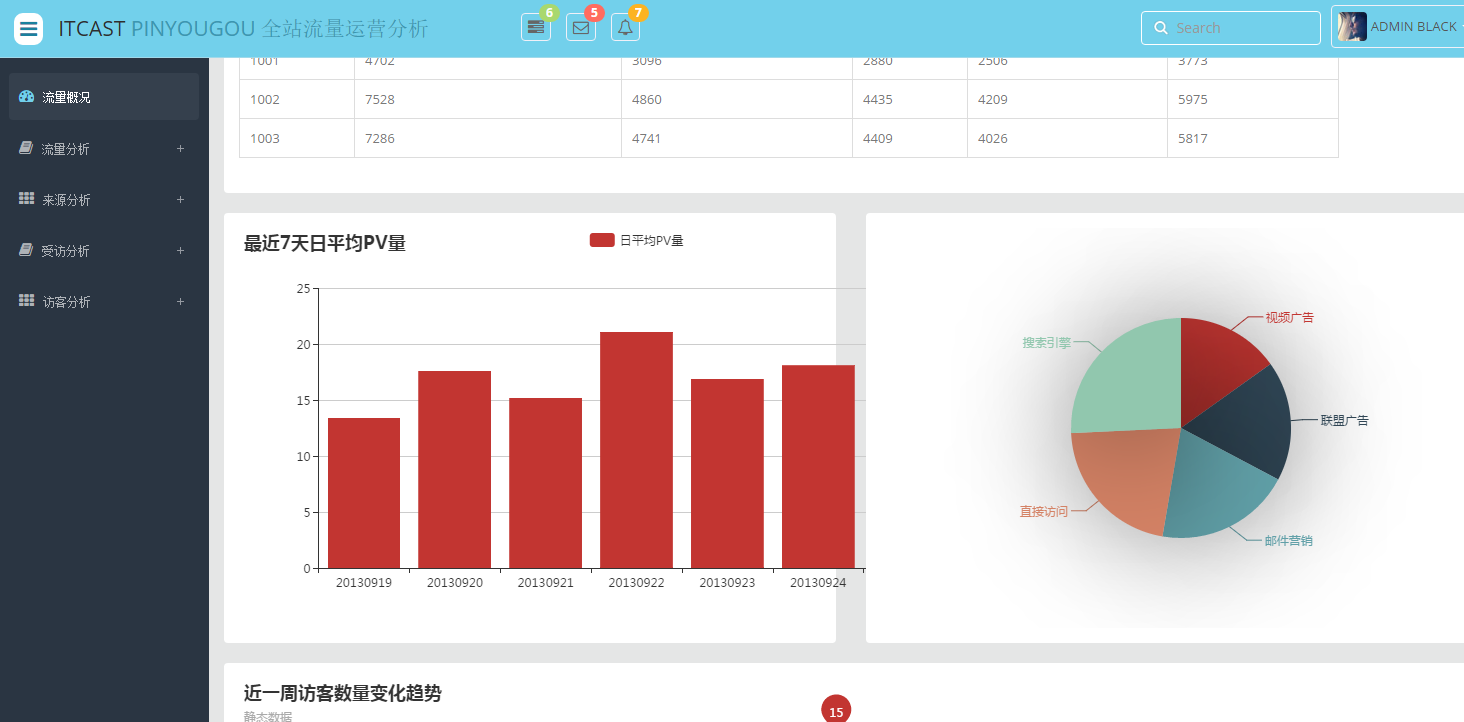 ITCAST PINYOUGOU 全站流量运营分析
6
5
7
Search
ADMIN BLACK
流量概况
流量分析 +
来源分析 +
受访分析 +
访客分析 +
1001 4702 3096 2880 2506 3773
1002 7528 4860 4435 4209 5975
1003 7286 4741 4409 4026 5817
最近7天日平均PV量
日平均PV量
25
20
15
10
5
0
20130919 20130920 20130921 20130922 20130923 20130924
视频广告
搜索引擎
联盟广告
直接访问
邮件营销
近一周访客数量变化趋势
静态数据
15